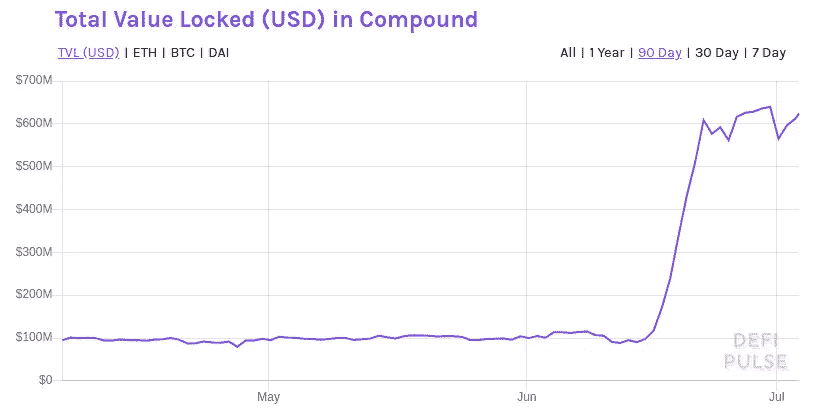 Total Value Locked (USD) in Compound
TVL (USD) | ETH | BTC | DAI
All | 1 Year | 90 Day | 30 Day | 7 Day
$700M
$600M
$500M
$400M
$300M
$200M
$100M
$0
May
Jun
Jul
DEFI
PULSE